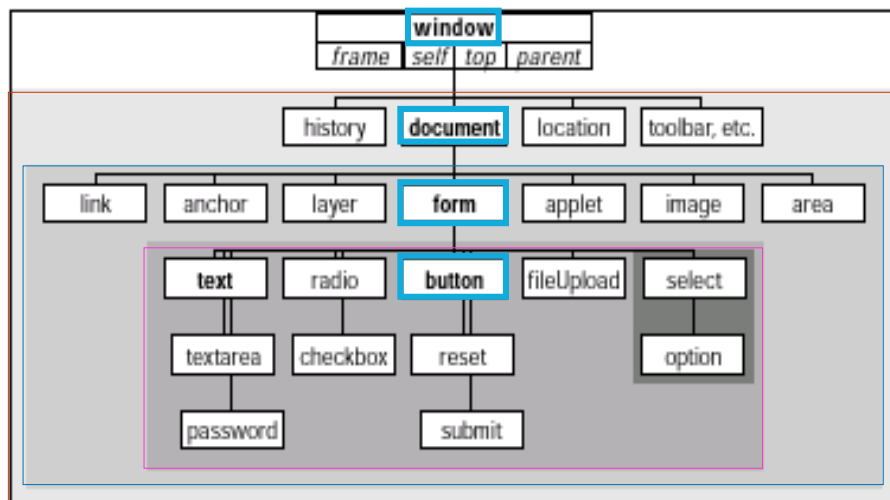 window
frame self top parent
history document location toolbar, etc.
link anchor layer form applet image area
text radio button fileUpload select
textarea checkbox reset option
password submit